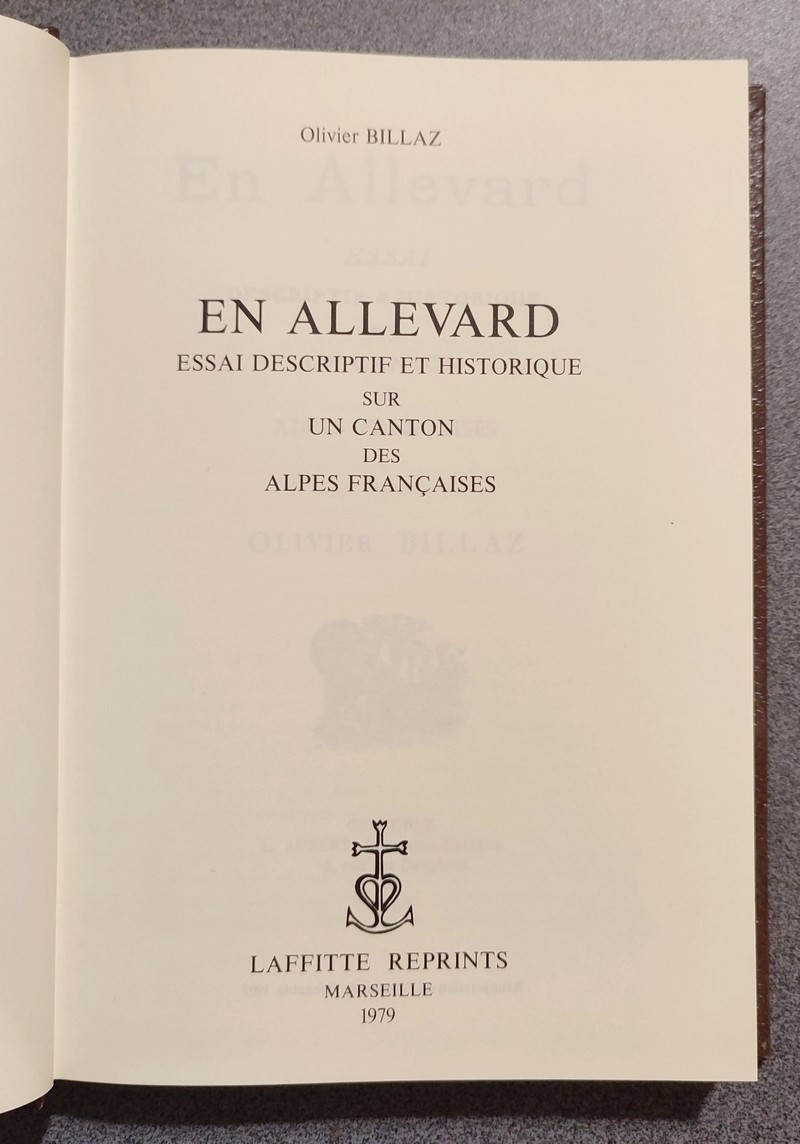 Olivier BILLAZ
EN ALLEVARD
ESSAI DESCRIPTIF ET HISTORIQUE
SUR
UN CANTON
DES
ALPES FRANÇAISES
LAFFITTE REPRINTS
MARSEILLE
1979